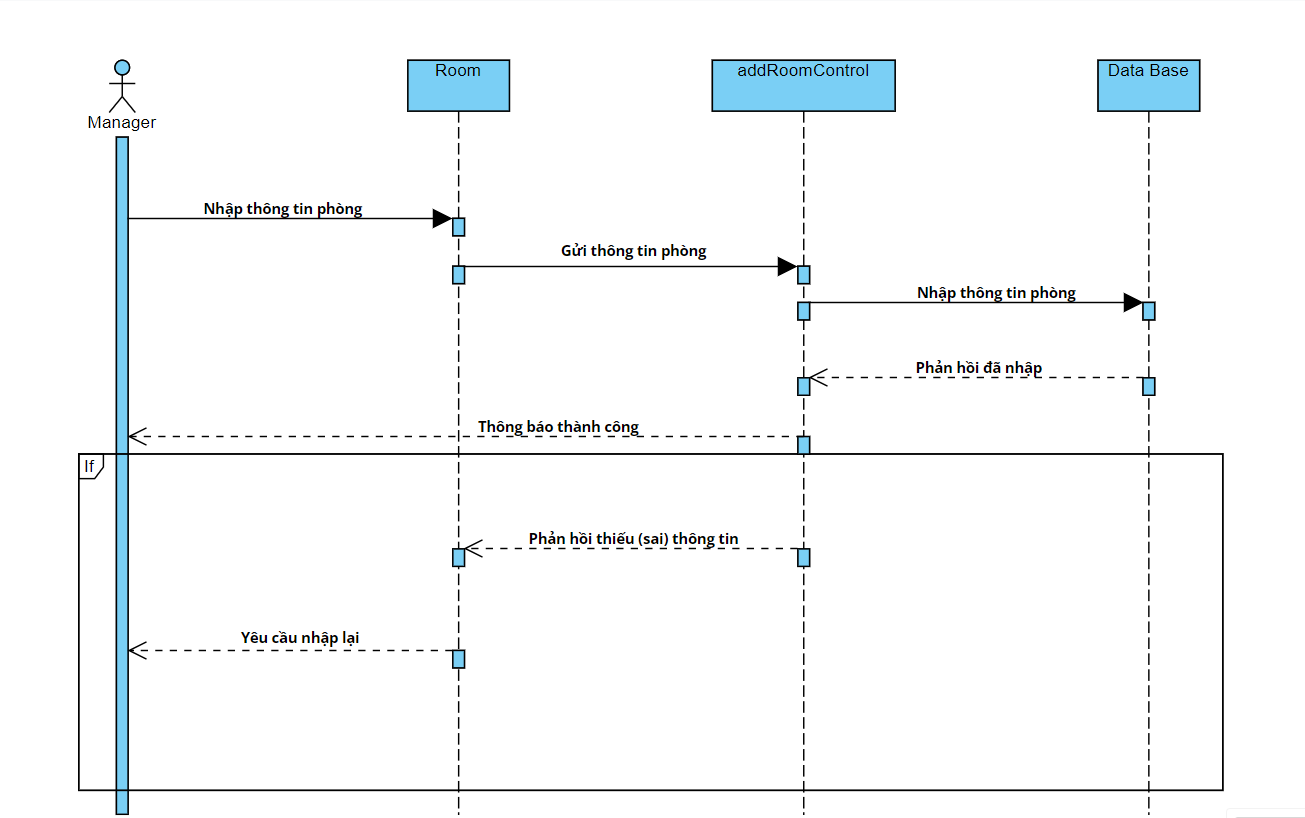 Manager
Room
addRoomControl
Data Base
Nhập thông tin phòng
Gửi thông tin phòng
Nhập thông tin phòng
Phản hồi đã nhập
Thông báo thành công
If
Phản hồi thiếu (sai) thông tin
Yêu cầu nhập lại